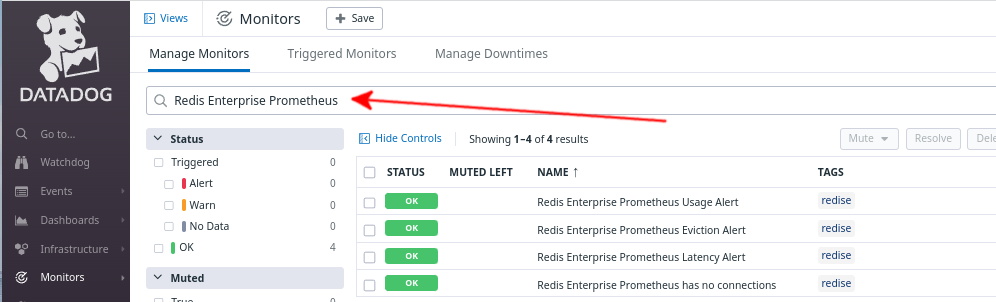 DATADOG
Go to...
Watchdog
Events
Dashboards
Infrastructure
Monitors
Views
Monitors
+ Save
Manage Monitors
Triggered Monitors
Manage Downtimes
Redis Enterprise Prometheus
Status
Triggered 0
Alert 0
Warn 0
No Data 0
OK 4
Muted
Hide Controls
Showing 1–4 of 4 results
Mute
Resolve
STATUS MUTED LEFT NAME ↑ TAGS
OK Redis Enterprise Prometheus Usage Alert redise
OK Redis Enterprise Prometheus Eviction Alert redise
OK Redis Enterprise Prometheus Latency Alert redise
OK Redis Enterprise Prometheus has no connections redise